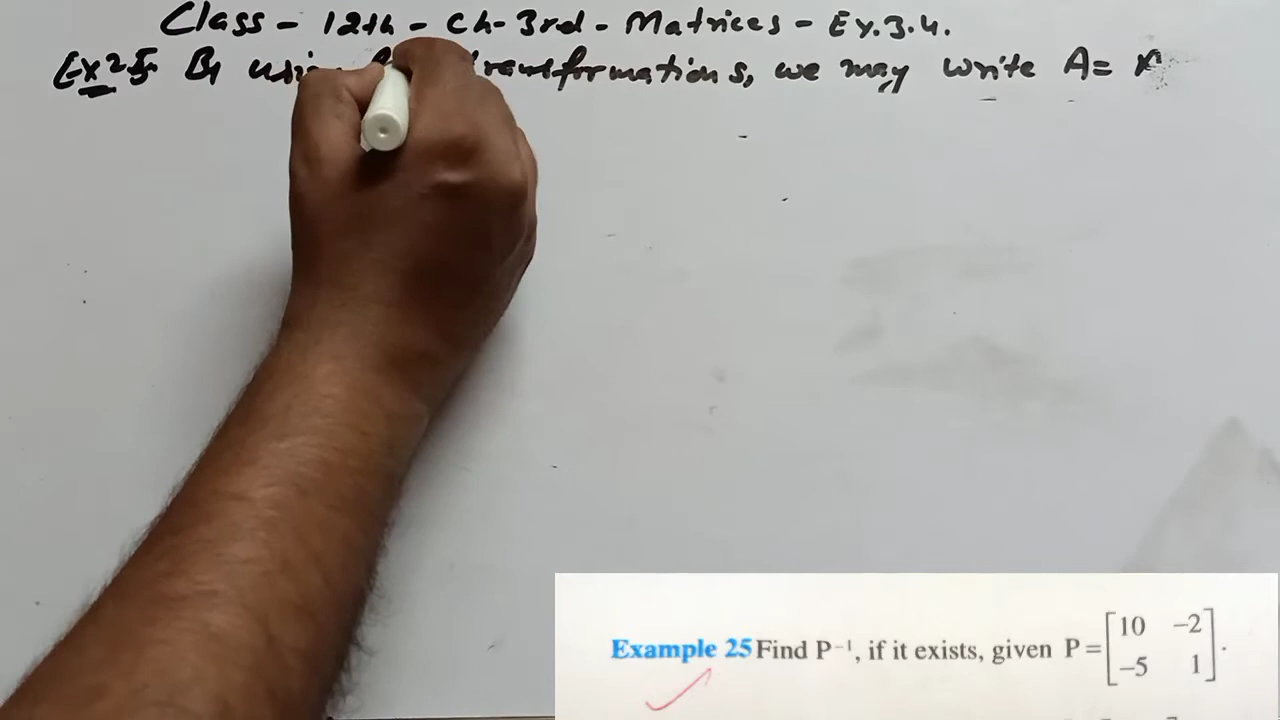 Class - 12th - Ch-3rd - Matrices - Ex.3.4.
Ex 25 By transformations, we may write A=
Example 25 Find P⁻¹, if it exists, given P = [10 -2
-5 1].